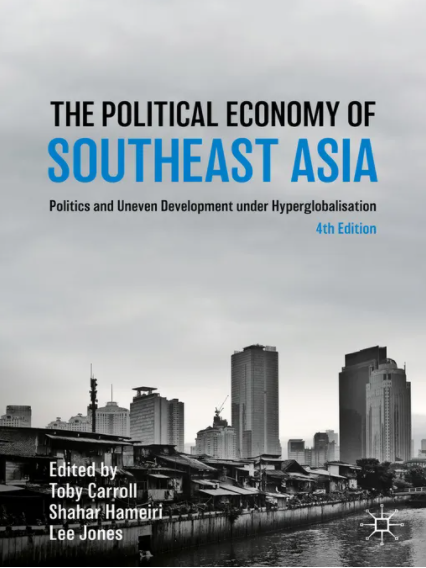 THE POLITICAL ECONOMY OF
SOUTHEAST ASIA
Politics and Uneven Development under Hyperglobalisation
4th Edition
Edited by
Toby Carroll
Shahar Hameiri
Lee Jones